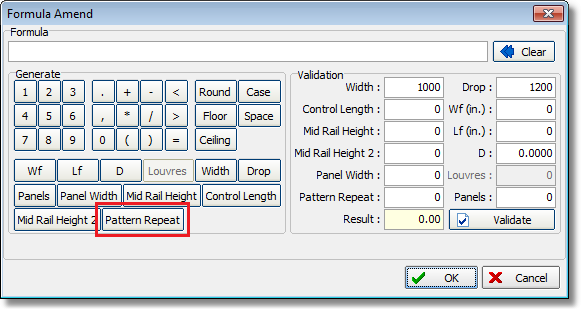 Formula Amend
Formula
Clear
Generate
1 2 3 . + - < Round Case
4 5 6 , * / > Floor Space
7 8 9 0 ( ) = Ceiling
Wf Lf D Louvres Width Drop
Panels Panel Width Mid Rail Height Control Length
Mid Rail Height 2 Pattern Repeat
Validation
Width : 1000 Drop : 1200
Control Length : 0 Wf (in.) : 0
Mid Rail Height : 0 Lf (in.) : 0
Mid Rail Height 2 : 0 D : 0.0000
Panel Width : 0 Louvres : 0
Pattern Repeat : 0 Panels : 0
Result : 0.00 Validate
OK Cancel